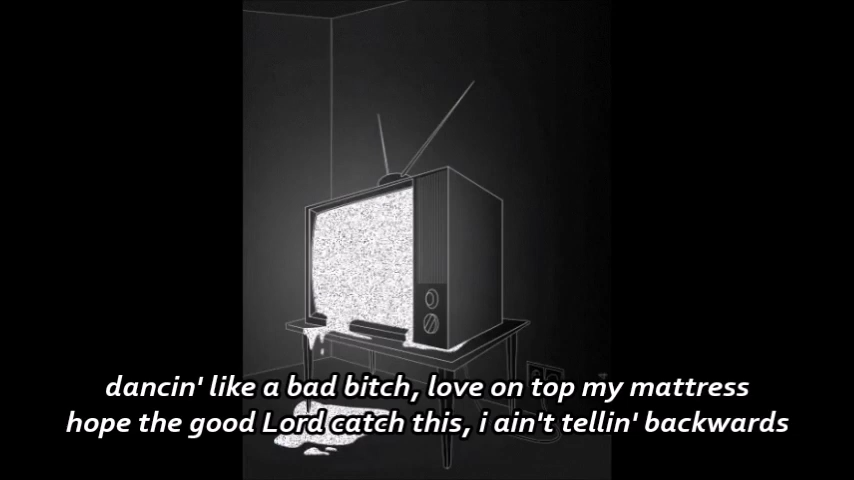 dancin' like a bad bitch, love on top my mattress
hope the good Lord catch this, i ain't tellin' backwards